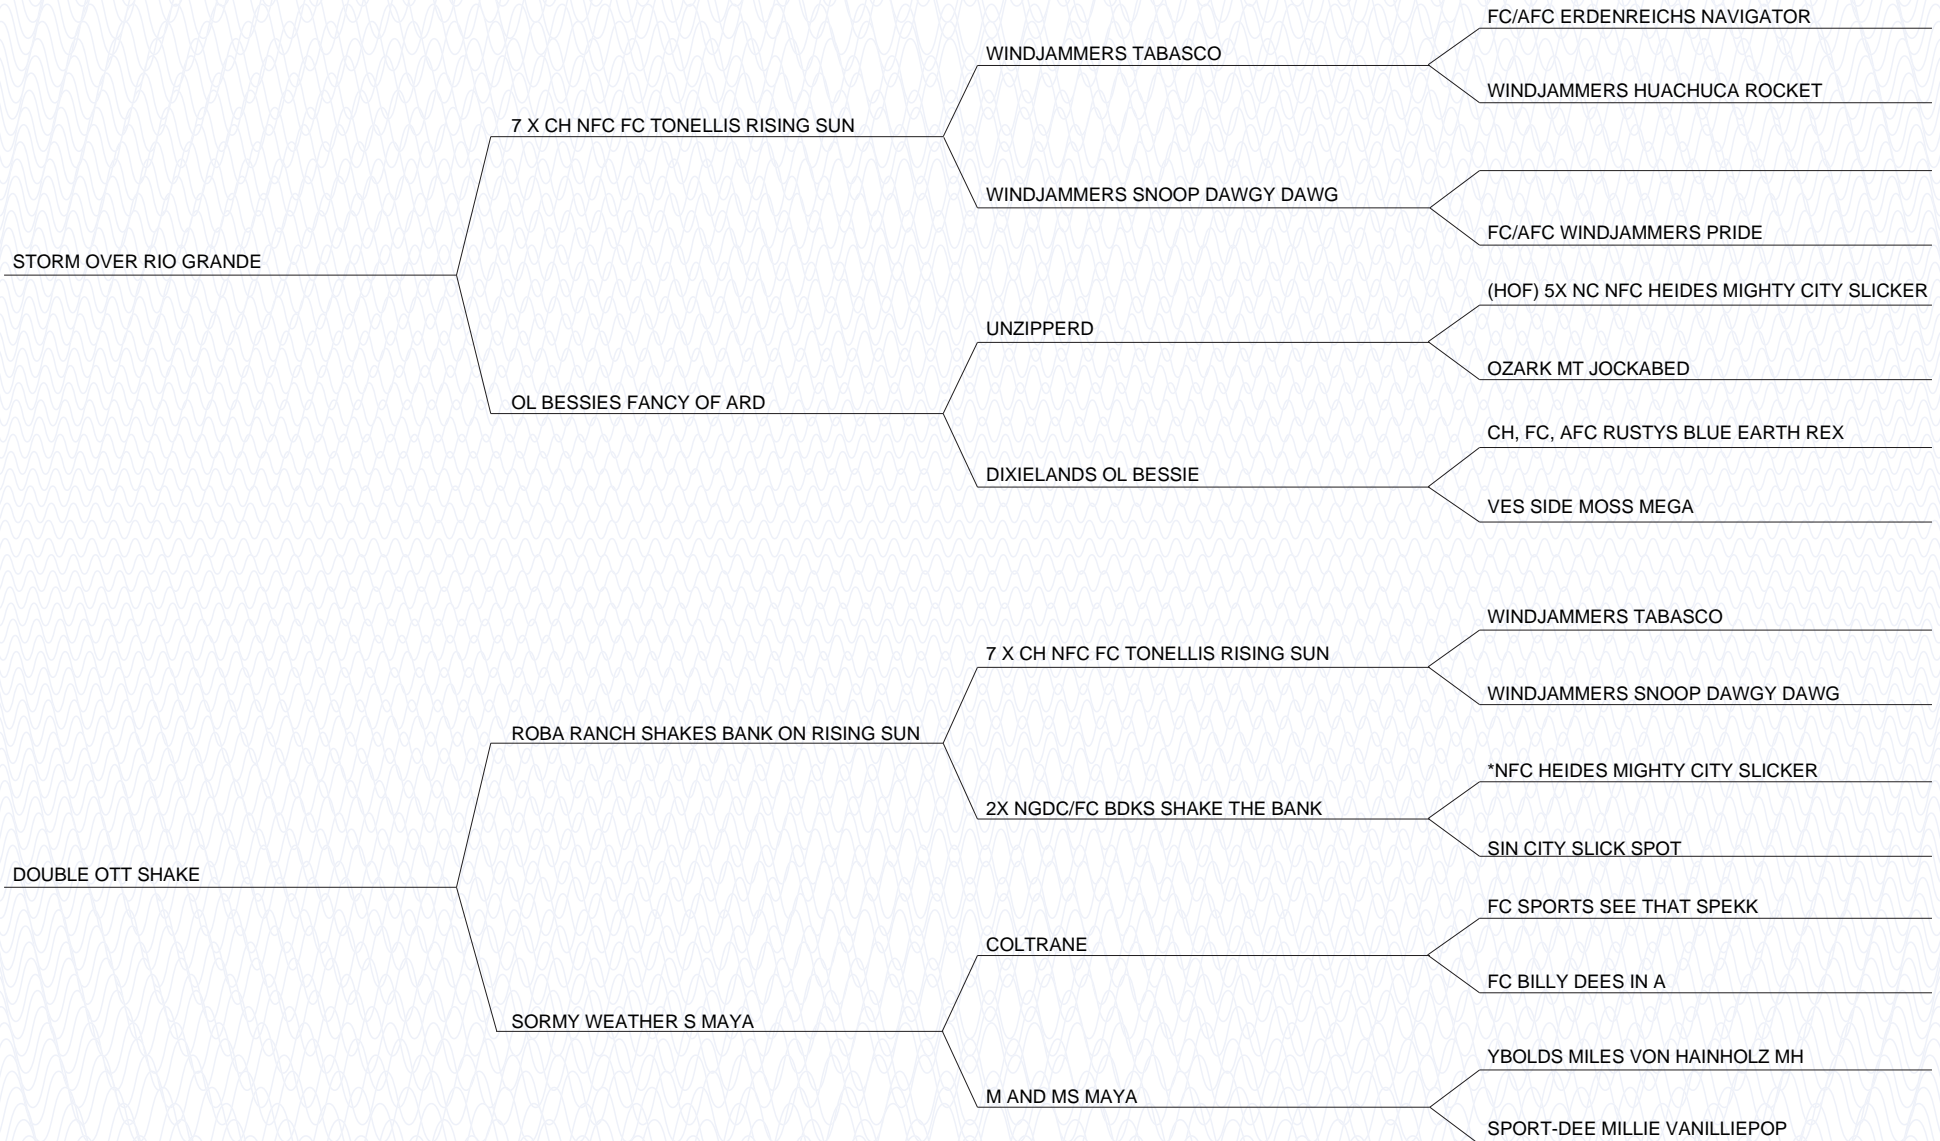 FC/AFC ERDENREICHS NAVIGATOR
WINDJAMMERS TABASCO
WINDJAMMERS HUACHUCA ROCKET
7 X CH NFC FC TONELLIS RISING SUN
WINDJAMMERS SNOOP DAWGY DAWG
FC/AFC WINDJAMMERS PRIDE
STORM OVER RIO GRANDE
(HOF) 5X NC NFC HEIDES MIGHTY CITY SLICKER
UNZIPPERD
OZARK MT JOCKABED
OL BESSIES FANCY OF ARD
CH, FC, AFC RUSTYS BLUE EARTH REX
DIXIELANDS OL BESSIE
VES SIDE MOSS MEGA
WINDJAMMERS TABASCO
7 X CH NFC FC TONELLIS RISING SUN
WINDJAMMERS SNOOP DAWGY DAWG
ROBA RANCH SHAKES BANK ON RISING SUN
*NFC HEIDES MIGHTY CITY SLICKER
2X NGDC/FC BDKS SHAKE THE BANK
SIN CITY SLICK SPOT
DOUBLE OTT SHAKE
FC SPORTS SEE THAT SPEKK
COLTRANE
FC BILLY DEES IN A
SORMY WEATHER S MAYA
YBOLDS MILES VON HAINHOLZ MH
M AND MS MAYA
SPORT-DEE MILLIE VANILLIEPOP